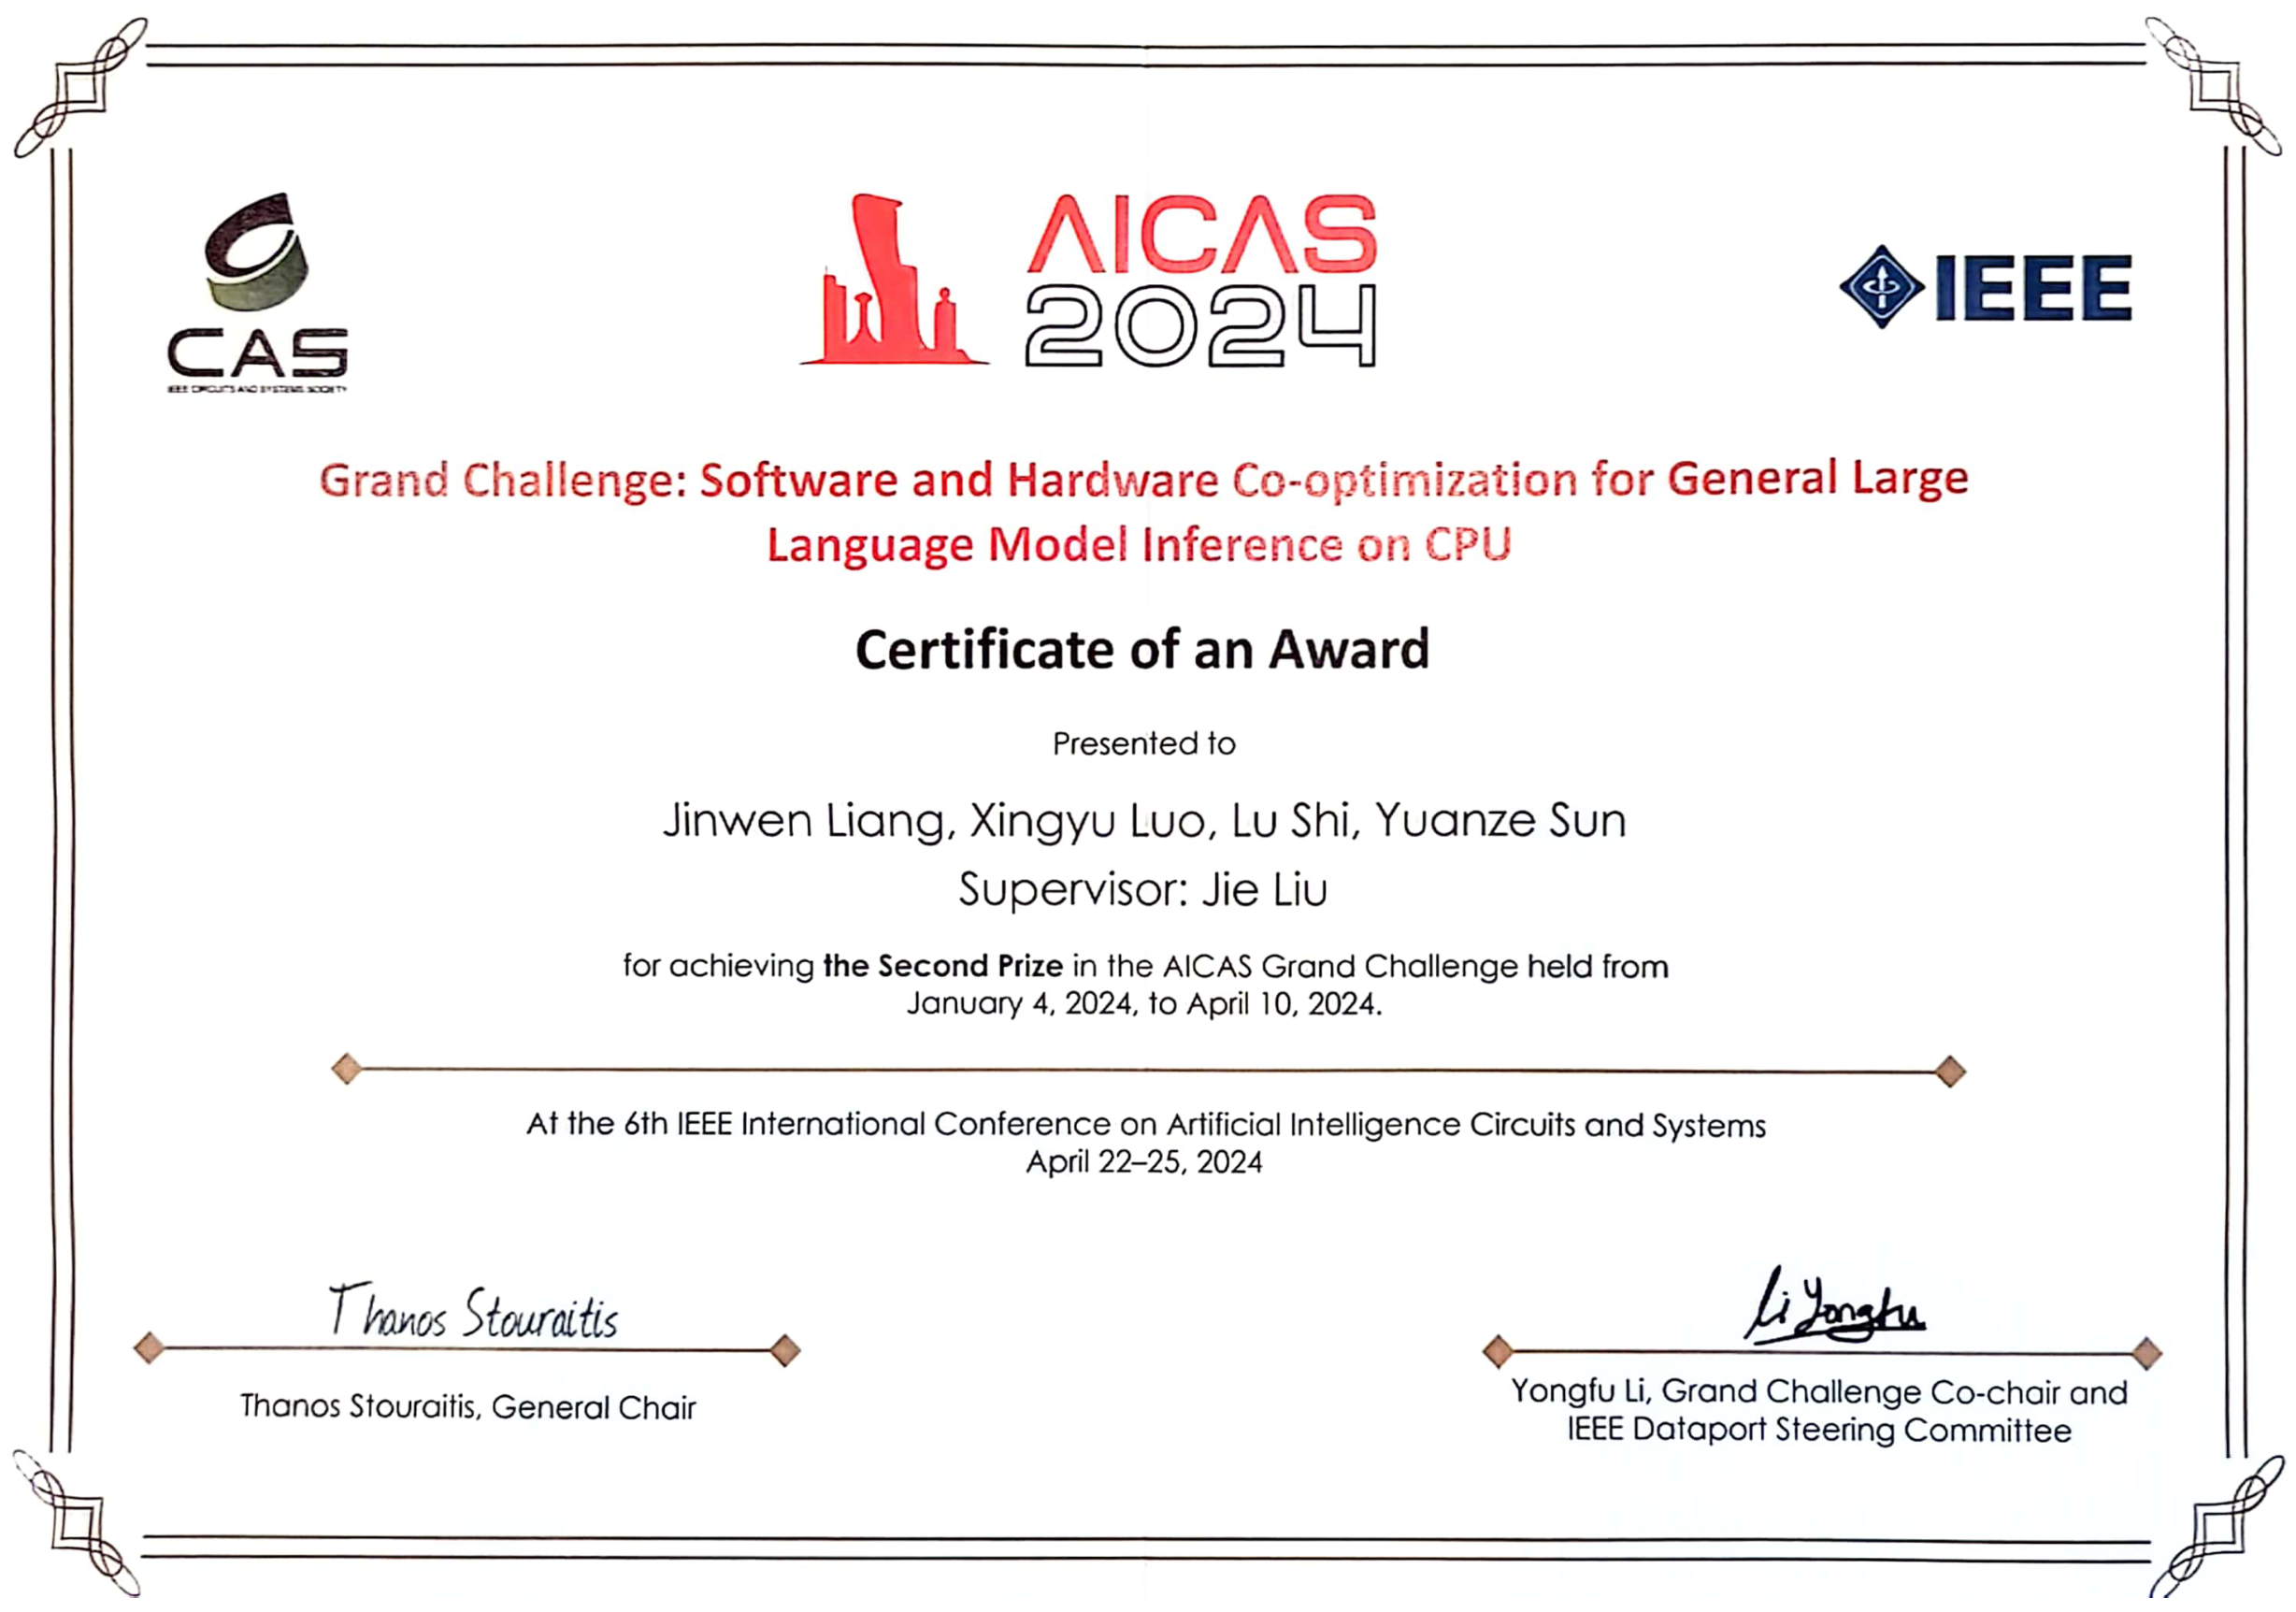 CAS
IEEE CIRCUITS AND SYSTEMS SOCIETY
AICAS
2024
IEEE
Grand Challenge: Software and Hardware Co-optimization for General Large
Language Model Inference on CPU
Certificate of an Award
Presented to
Jinwen Liang, Xingyu Luo, Lu Shi, Yuanze Sun
Supervisor: Jie Liu
for achieving the Second Prize in the AICAS Grand Challenge held from
January 4, 2024, to April 10, 2024.
At the 6th IEEE International Conference on Artificial Intelligence Circuits and Systems
April 22–25, 2024
Thanos Stouraitis
Li Yongfu
Thanos Stouraitis, General Chair
Yongfu Li, Grand Challenge Co-chair and
IEEE Dataport Steering Committee